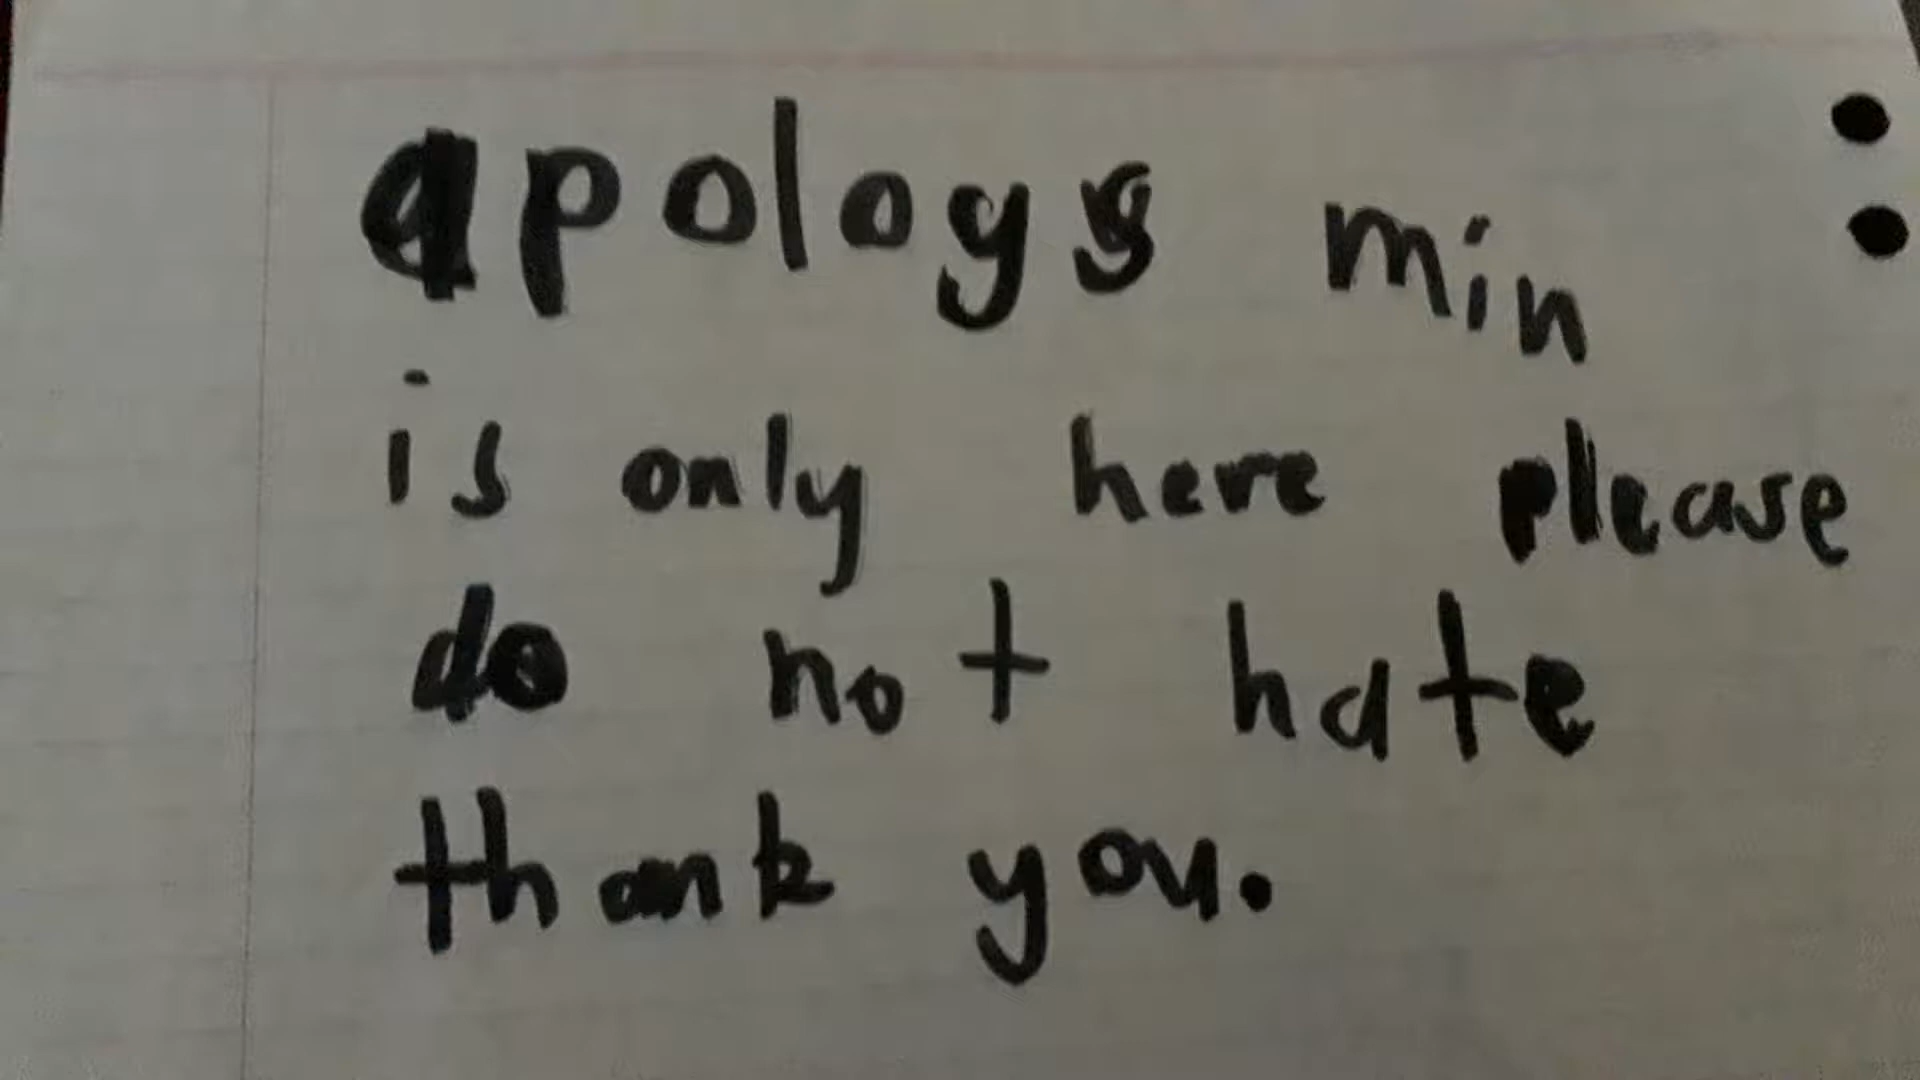 apology min :
is only here please
do not hate
thank you.